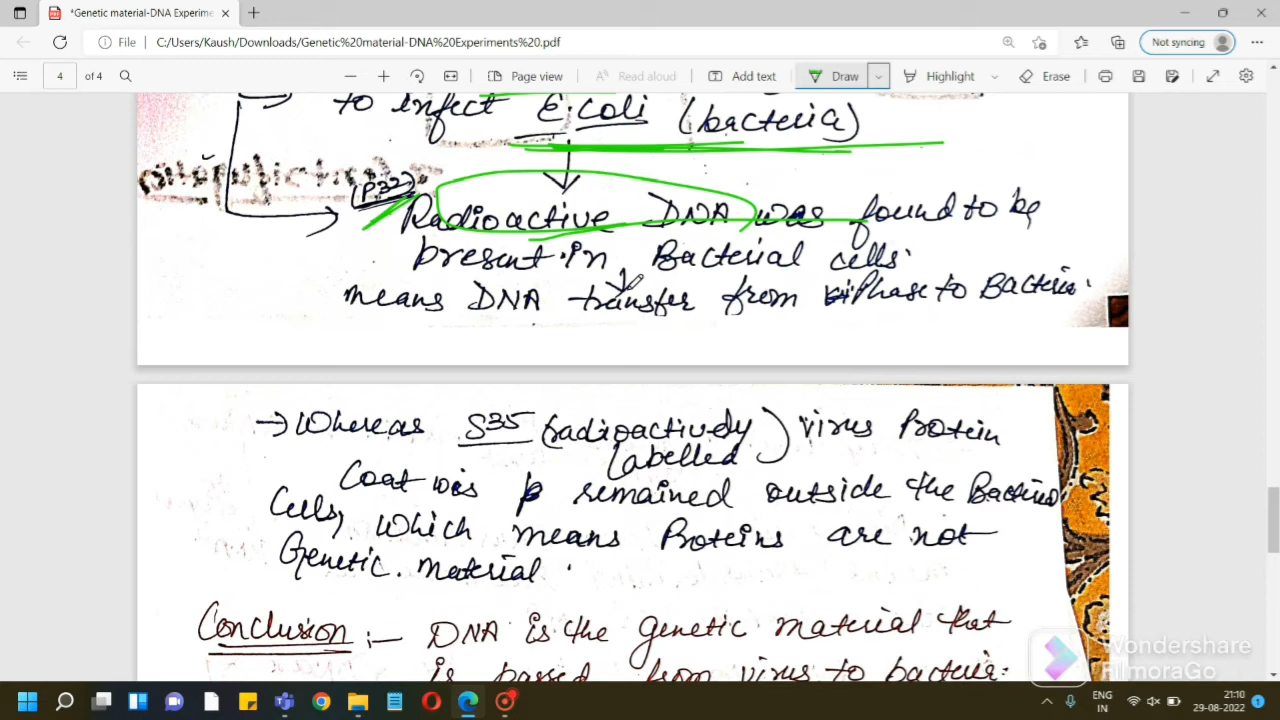 *Genetic material-DNA Experime
File C:/Users/Kaush/Downloads/Genetic%20material-DNA%20Experiments%20.pdf
Not syncing
4 of 4
Page view
Read aloud
Add text
Draw
Highlight
Erase
to infect E.coli (bacteria)
(P32)
Radioactive DNA was found to be
present in Bacterial cells.
means DNA transfer from Phase to Bacteria.
→ Whereas S35 (radioactively labelled) virus Protein
Coat was remained outside the
Cells, which means Proteins are not
Genetic material.
Conclusion :- DNA is the genetic material that
is passed from virus to bacteria.
Wondershare
FilmoraGo
ENG
IN
21:10
29-08-2022
1